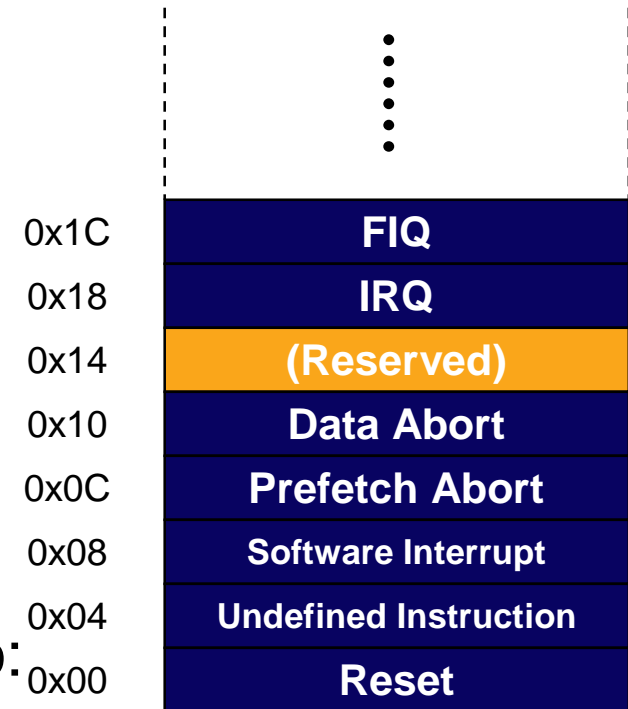 0x1C FIQ
0x18 IRQ
0x14 (Reserved)
0x10 Data Abort
0x0C Prefetch Abort
0x08 Software Interrupt
0x04 Undefined Instruction
:
0x00 Reset